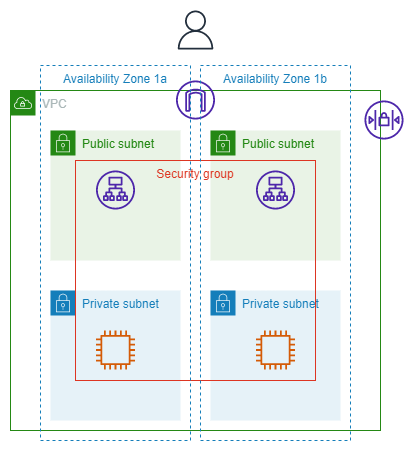 Availability Zone 1a
Availability Zone 1b
VPC
Public subnet
Public subnet
Security group
Private subnet
Private subnet